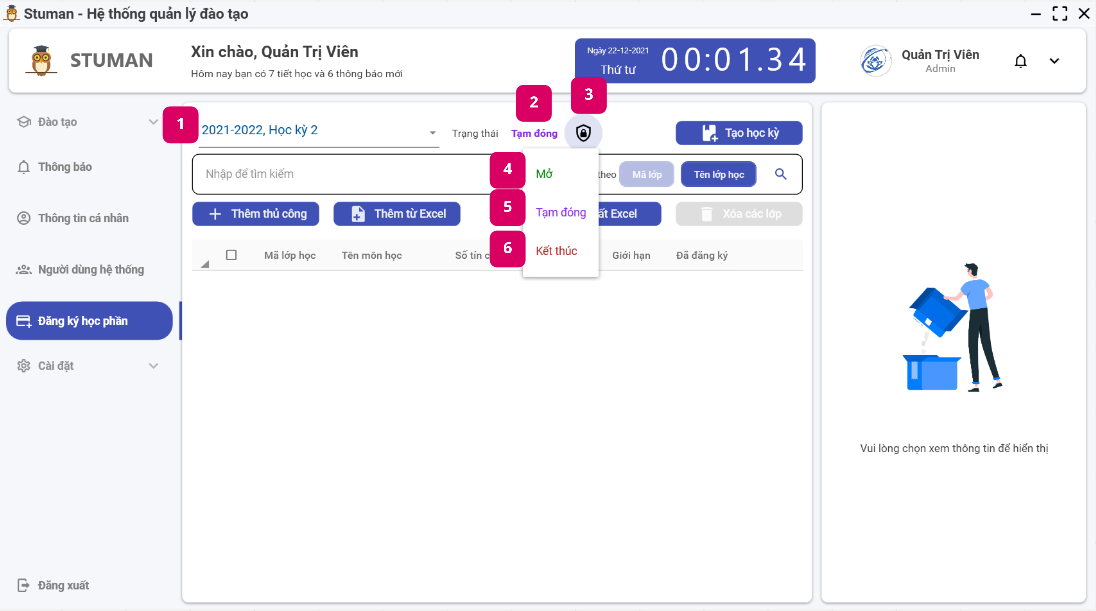 Stuman - Hệ thống quản lý đào tạo
STUMAN
Xin chào, Quản Trị Viên
Hôm nay bạn có 7 tiết học và 6 thông báo mới
Ngày 22-12-2021
Thứ tư
00:01.34
Quản Trị Viên
Admin
Đào tạo
Thông báo
Thông tin cá nhân
Người dùng hệ thống
Đăng ký học phần
Cài đặt
Đăng xuất
1
2021-2022, Học kỳ 2
Trạng thái
2
Tạm đóng
3
Tạo học kỳ
Nhập để tìm kiếm
4
Mở
theo
Mã lớp
Tên lớp học
Thêm thủ công
Thêm từ Excel
5
Tạm đóng
ất Excel
Xóa các lớp
6
Kết thúc
Mã lớp học
Tên môn học
Số tín c
Giới hạn
Đã đăng ký
Vui lòng chọn xem thông tin để hiển thị